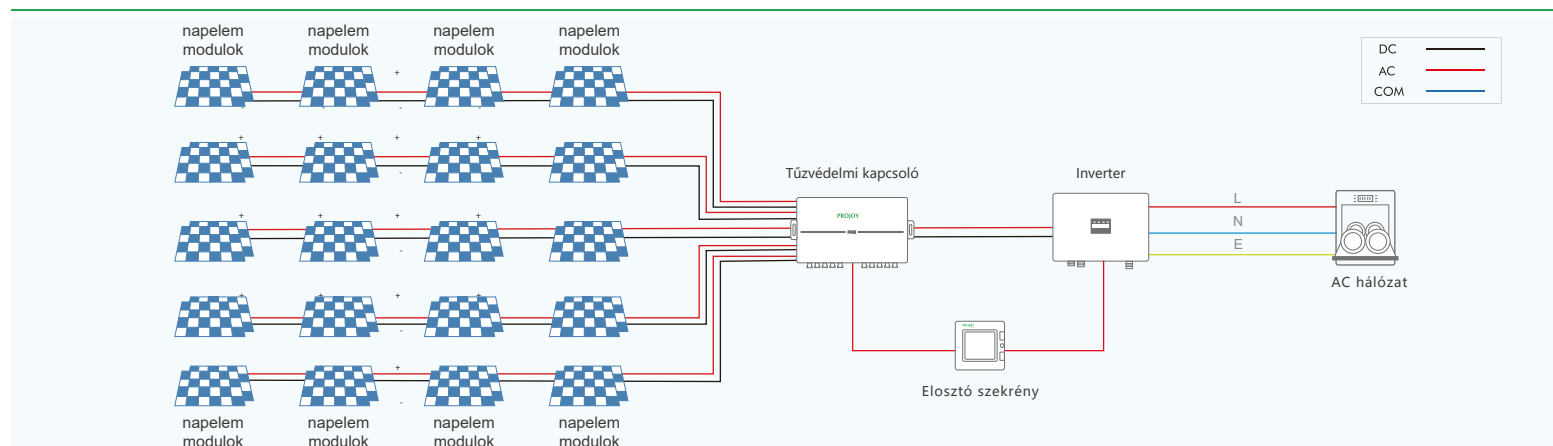 napelem
modulok
napelem
modulok
napelem
modulok
napelem
modulok
DC
AC
COM
Tűzvédelmi kapcsoló
Inverter
PROJOY
L
N
E
AC hálózat
Elosztó szekrény
napelem
modulok
napelem
modulok
napelem
modulok
napelem
modulok